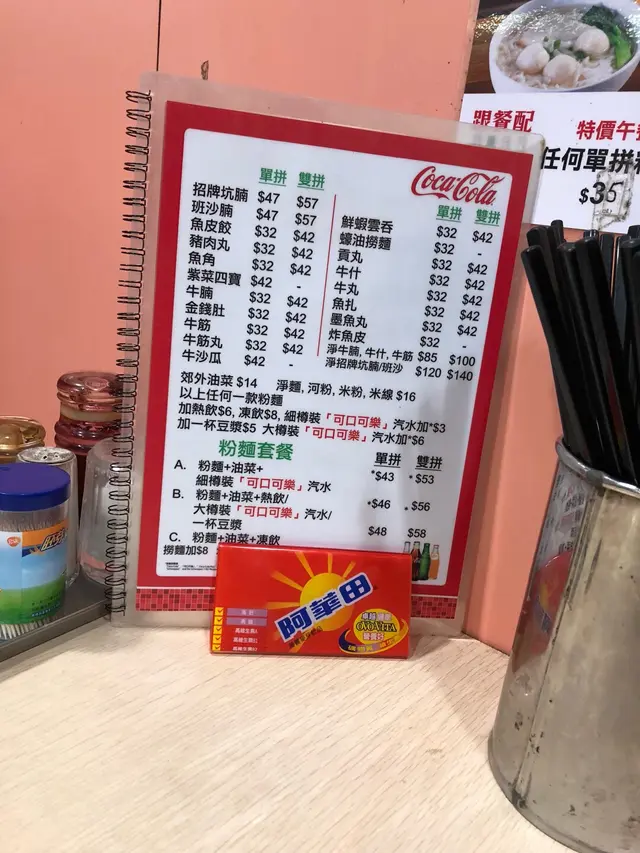 跟餐配
特價午餐
任何單拼粉
$35
Coca-Cola
單拼 雙拼
招牌坑腩 $47 $57
班沙腩 $47 $57
魚皮餃 $32 $42
豬肉丸 $32 $42
魚角 $32 $42
紫菜四寶 $42 -
牛腩 $32 $42
金錢肚 $32 $42
牛筋 $32 $42
牛筋丸 $32 $42
牛沙瓜 $42 -
單拼 雙拼
鮮蝦雲吞 $32 $42
蠔油撈麵 $32 -
貢丸 $32 $42
牛什 $32 $42
牛丸 $32 $42
魚扎 $32 $42
墨魚丸 $32 $42
炸魚皮 $32 -
淨牛腩, 牛什, 牛筋 $85 $100
淨招牌坑腩/班沙 $120 $140
郊外油菜 $14 淨麵, 河粉, 米粉, 米線 $16
以上任何一款粉麵
加熱飲$6, 凍飲$8, 細樽裝「可口可樂」汽水加*$3
加一杯豆漿$5 大樽裝「可口可樂」汽水加*$6
粉麵套餐
單拼 雙拼
A. 粉麵+油菜+ *$43 *$53
細樽裝「可口可樂」汽水
B. 粉麵+油菜+熱飲/ *$46 *$56
大樽裝「可口可樂」汽水/
一杯豆漿
C. 粉麵+油菜+凍飲 $48 $58
撈麵加$8
阿華田
OVOVITA
營養好